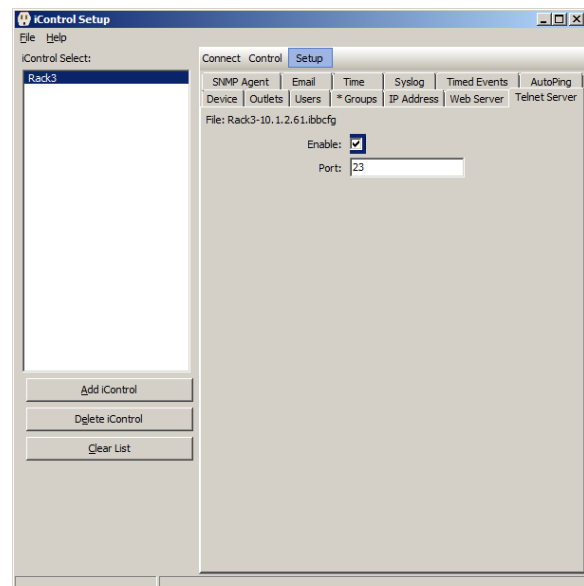 iControl Setup
File Help
iControl Select:
Rack3
Add iControl
Delete iControl
Clear List
Connect Control Setup
SNMP Agent Email Time Syslog Timed Events AutoPing
Device Outlets Users * Groups IP Address Web Server Telnet Server
File: Rack3-10.1.2.61.ibbcfg
Enable:
Port: 23